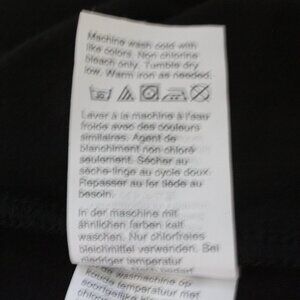 Machine wash cold with
like colors. Non chlorine
bleach only. Tumble dry
low. Warm iron as needed.
Laver à la machine à l'eau
froide avec des couleurs
similaires. Agent de
blanchiment non chloré
seulement. Sécher au
sèche-linge au cycle doux.
Repasser au fer tiède au
besoin.
In der maschine mit
ähnlichen farben kalt
waschen. Nur chlorfreies
bleichmittel verwenden. Bei
niedriger temperatur